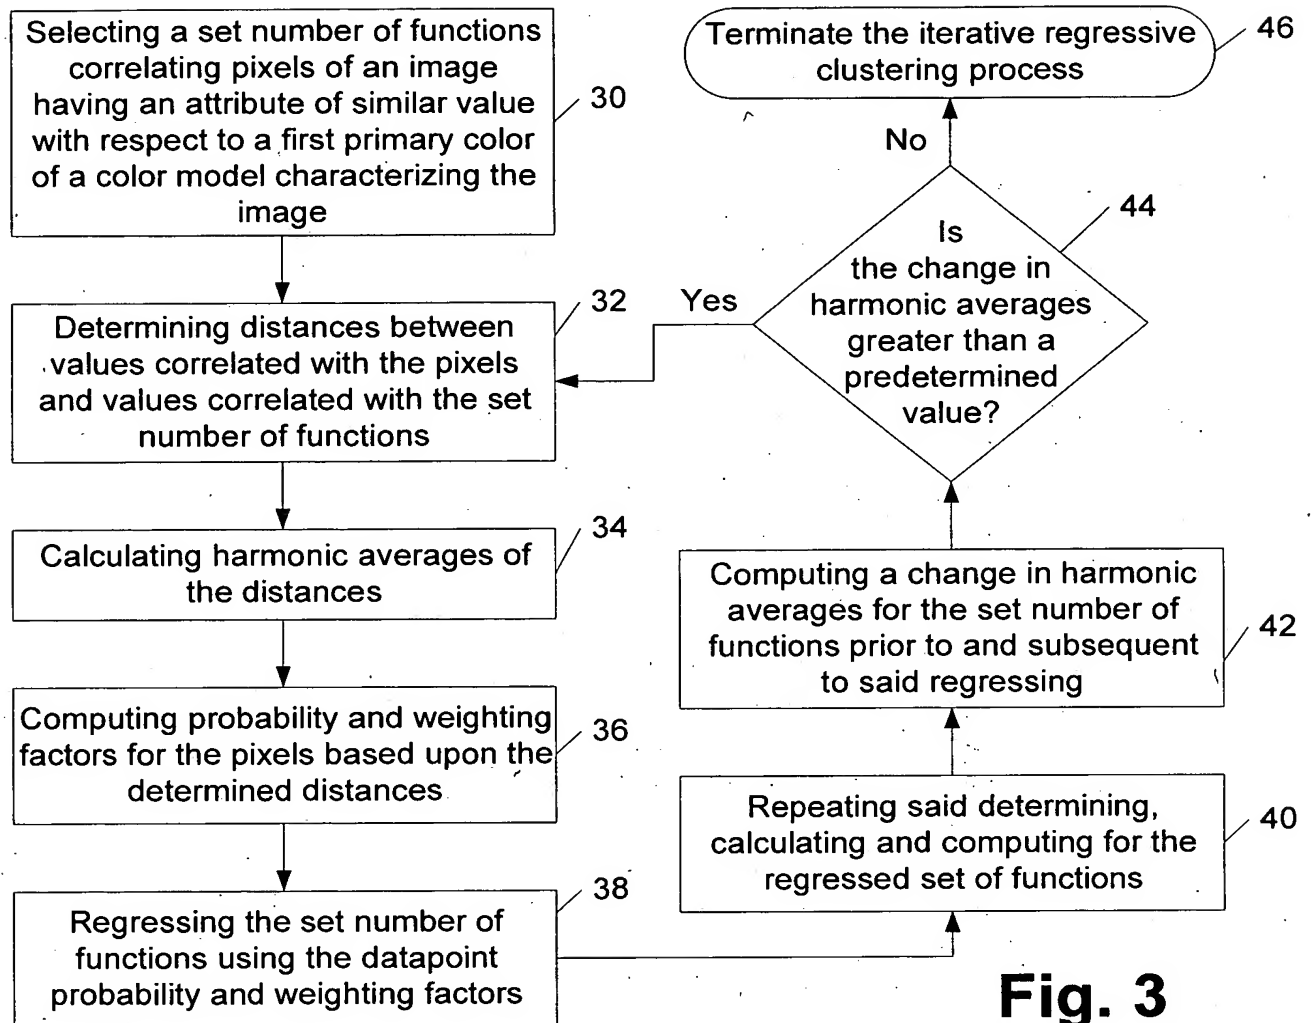 Selecting a set number of functions
correlating pixels of an image
having an attribute of similar value
with respect to a first primary color
of a color model characterizing the
image
30
Determining distances between
values correlated with the pixels
and values correlated with the set
number of functions
32
Calculating harmonic averages of
the distances
34
Computing probability and weighting
factors for the pixels based upon the
determined distances
36
Regressing the set number of
functions using the datapoint
probability and weighting factors
38
Repeating said determining,
calculating and computing for the
regressed set of functions
40
Computing a change in harmonic
averages for the set number of
functions prior to and subsequent
to said regressing
42
Is
the change in
harmonic averages
greater than a
predetermined
value?
44
Yes
No
Terminate the iterative regressive
clustering process
46
Fig. 3